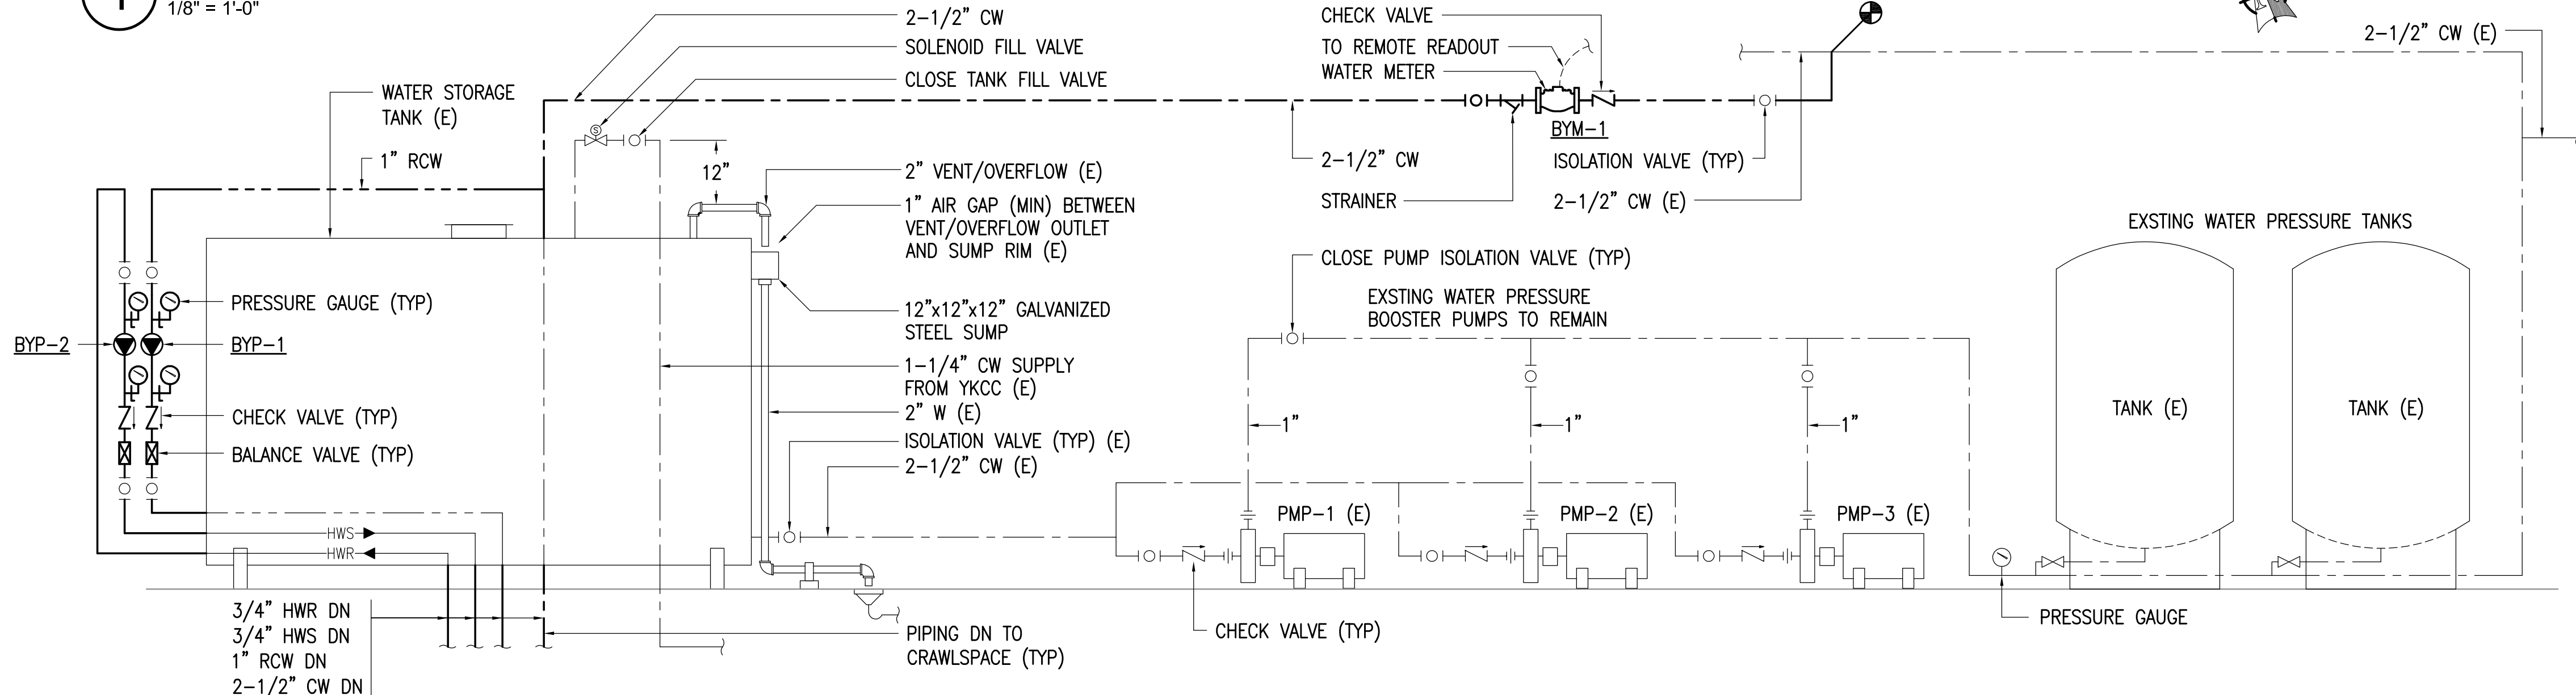 1
1/8" = 1'-0"
2-1/2" CW
SOLENOID FILL VALVE
CLOSE TANK FILL VALVE
WATER STORAGE
TANK (E)
1" RCW
S
12"
2" VENT/OVERFLOW (E)
1" AIR GAP (MIN) BETWEEN
VENT/OVERFLOW OUTLET
AND SUMP RIM (E)
12"x12"x12" GALVANIZED
STEEL SUMP
1-1/4" CW SUPPLY
FROM YKCC (E)
2" W (E)
ISOLATION VALVE (TYP) (E)
2-1/2" CW (E)
PRESSURE GAUGE (TYP)
BYP-2
BYP-1
CHECK VALVE (TYP)
BALANCE VALVE (TYP)
HWS
HWR
3/4" HWR DN
3/4" HWS DN
1" RCW DN
2-1/2" CW DN
PIPING DN TO
CRAWLSPACE (TYP)
CHECK VALVE
TO REMOTE READOUT
WATER METER
BYM-1
2-1/2" CW
STRAINER
ISOLATION VALVE (TYP)
2-1/2" CW (E)
2-1/2" CW (E)
CLOSE PUMP ISOLATION VALVE (TYP)
EXSTING WATER PRESSURE
BOOSTER PUMPS TO REMAIN
1"
1"
1"
PMP-1 (E)
PMP-2 (E)
PMP-3 (E)
CHECK VALVE (TYP)
EXSTING WATER PRESSURE TANKS
TANK (E)
TANK (E)
PRESSURE GAUGE